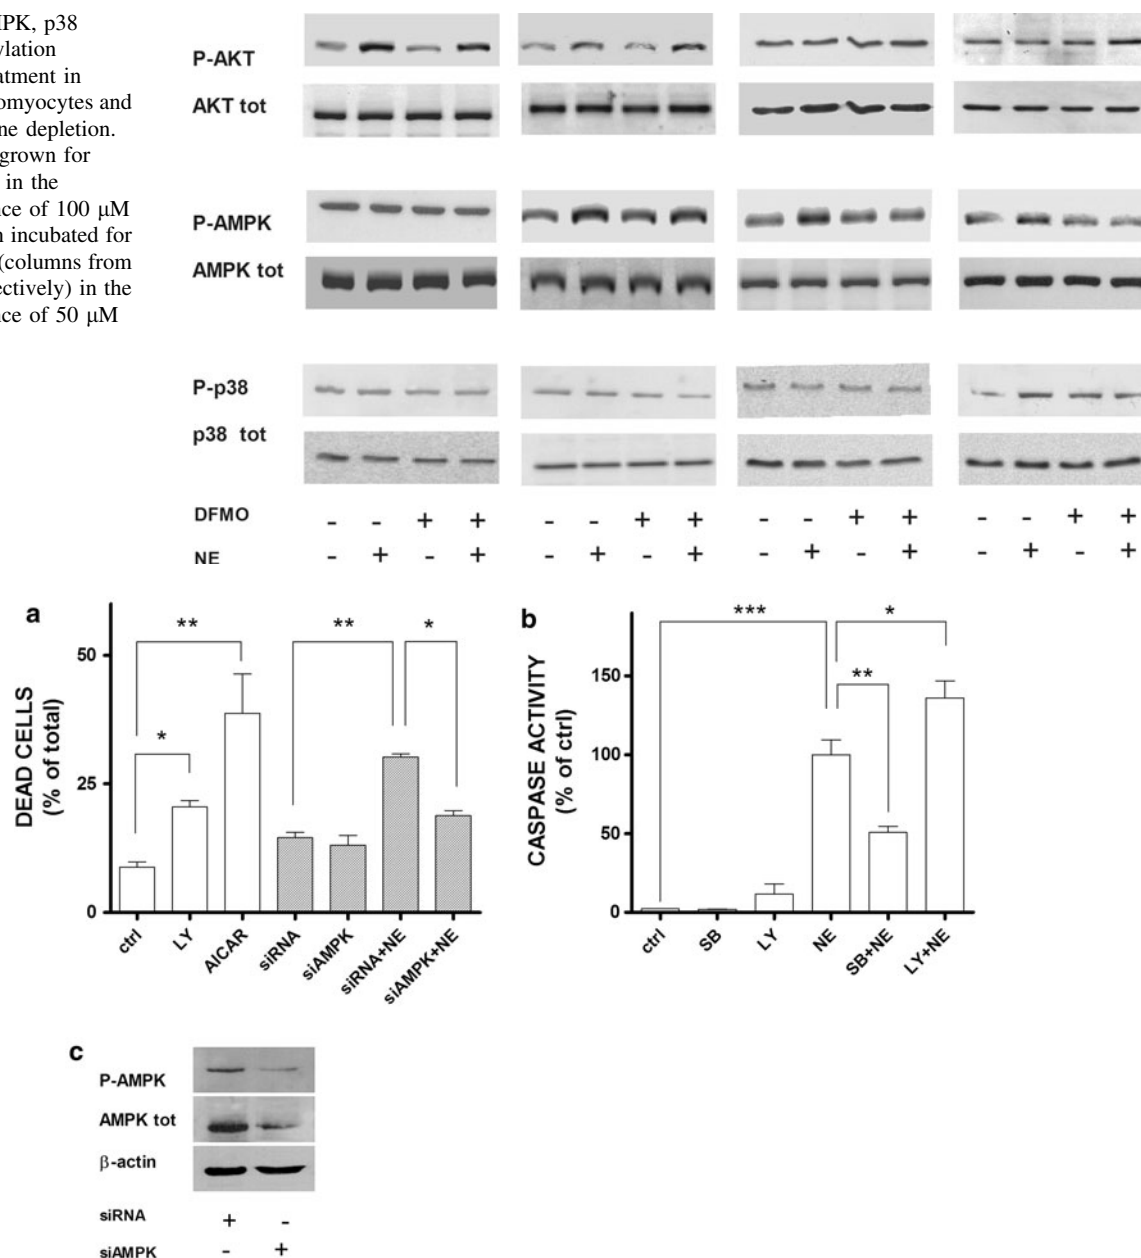 IPK, p38
ylation
atment in
omyocytes and
ne depletion.
grown for
in the
nce of 100 μM
n incubated for
(columns from
ectively) in the
nce of 50 μM
P-AKT
AKT tot
P-AMPK
AMPK tot
P-p38
p38 tot
DFMO - - + + - - + + - - + + - - + +
NE - + - + - + - + - + - + - + - +
a
DEAD CELLS
(% of total)
50
25
0
** ** * *
ctrl LY AICAR siRNA siAMPK siRNA+NE siAMPK+NE
b
CASPASE ACTIVITY
(% of ctrl)
150
100
50
0
*** * **
ctrl SB LY NE SB+NE LY+NE
c
P-AMPK
AMPK tot
β-actin
siRNA + -
siAMPK - +